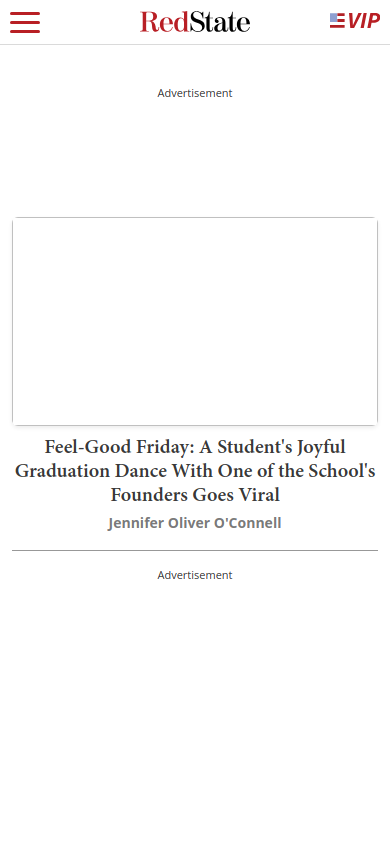 RedState
VIP
Advertisement
Feel-Good Friday: A Student's Joyful
Graduation Dance With One of the School's
Founders Goes Viral
Jennifer Oliver O'Connell
Advertisement